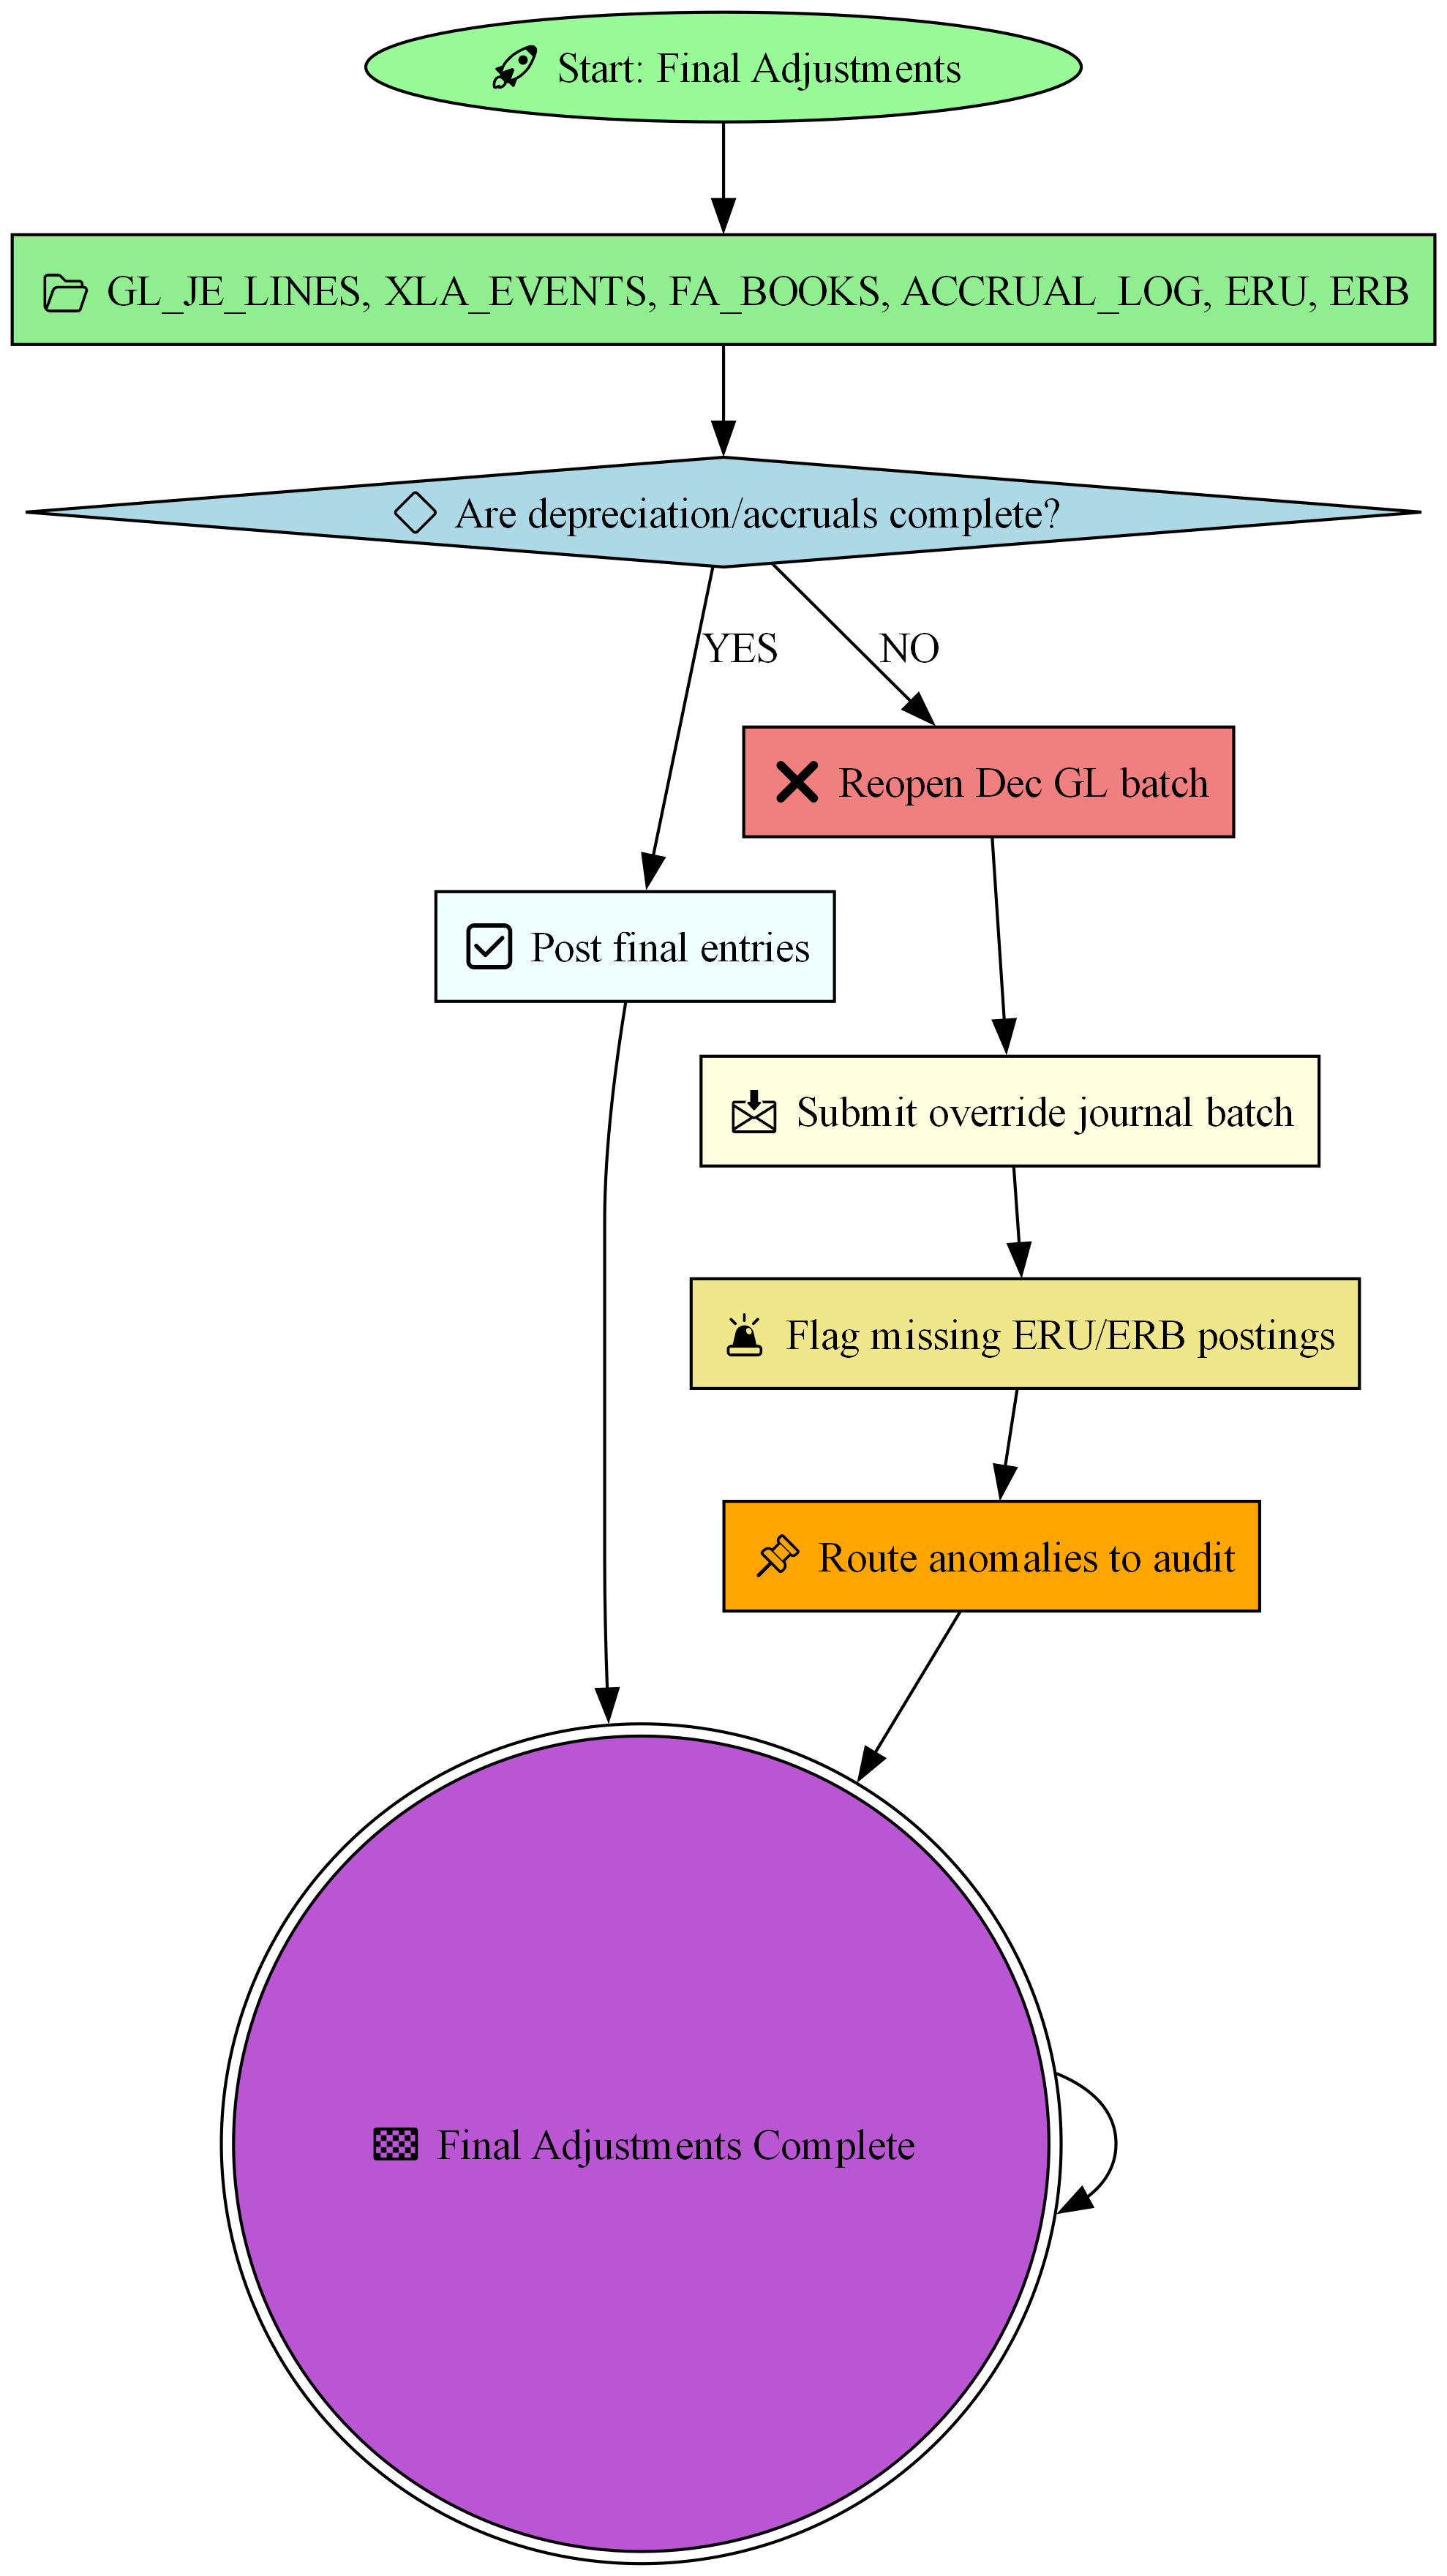 Start: Final Adjustments
GL_JE_LINES, XLA_EVENTS, FA_BOOKS, ACCRUAL_LOG, ERU, ERB
Are depreciation/accruals complete?
YES
NO
Reopen Dec GL batch
Post final entries
Submit override journal batch
Flag missing ERU/ERB postings
Route anomalies to audit
Final Adjustments Complete